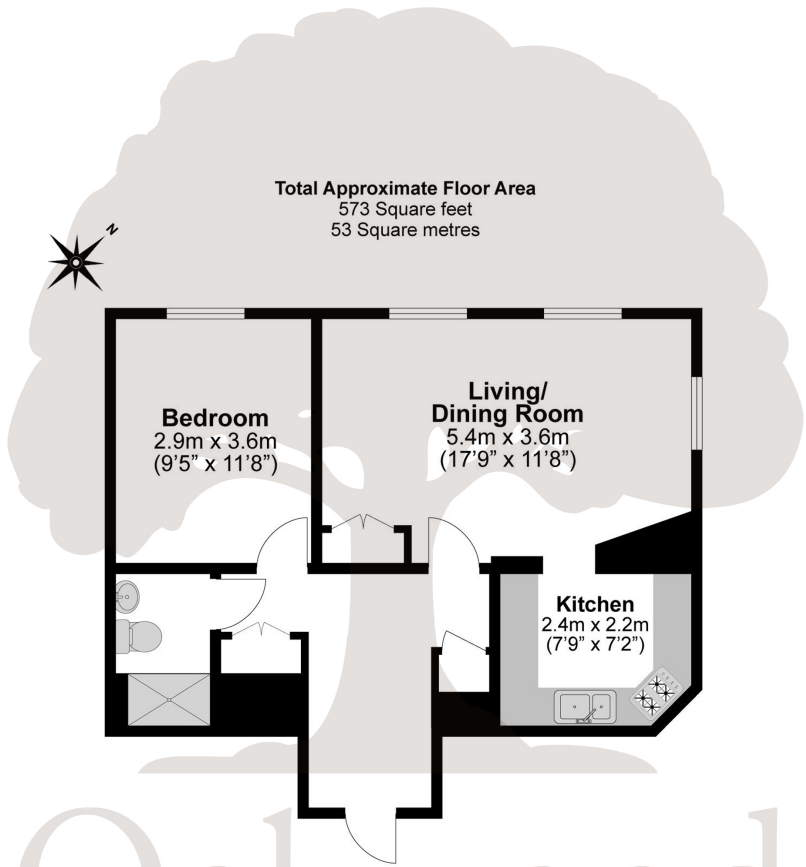 Total Approximate Floor Area
573 Square feet
53 Square metres
N
Bedroom
2.9m x 3.6m
(9'5" x 11'8")
Living/
Dining Room
5.4m x 3.6m
(17'9" x 11'8")
Kitchen
2.4m x 2.2m
(7'9" x 7'2")